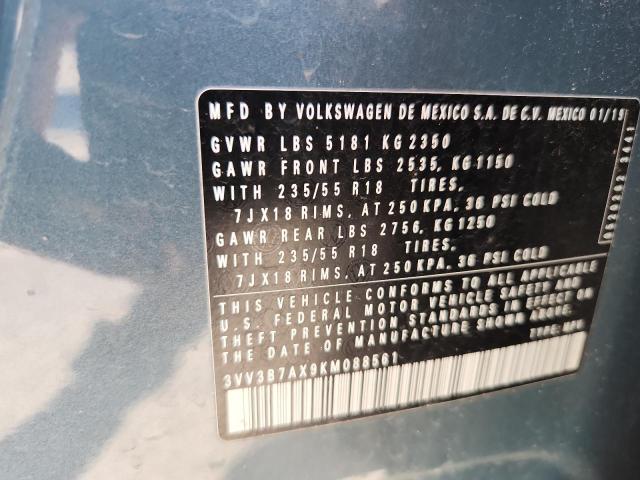 MFD BY VOLKSWAGEN DE MEXICO S.A. DE C.V. MEXICO 01/19
GVWR LBS 5181 KG 2350
GAWR FRONT LBS 2535, KG 1150
WITH 235/55 R18 TIRES,
7JX18 RIMS, AT 250 KPA, 36 PSI COLD
GAWR REAR LBS 2756, KG 1250
WITH 235/55 R18 TIRES,
7JX18 RIMS, AT 250 KPA, 36 PSI COLD
THIS VEHICLE CONFORMS TO ALL APPLICABLE
U.S. FEDERAL MOTOR VEHICLE SAFETY AND
THEFT PREVENTION STANDARDS IN EFFECT ON
THE DATE OF MANUFACTURE SHOWN ABOVE.
3VV3B7AX9KM088561
TYPE: MPV